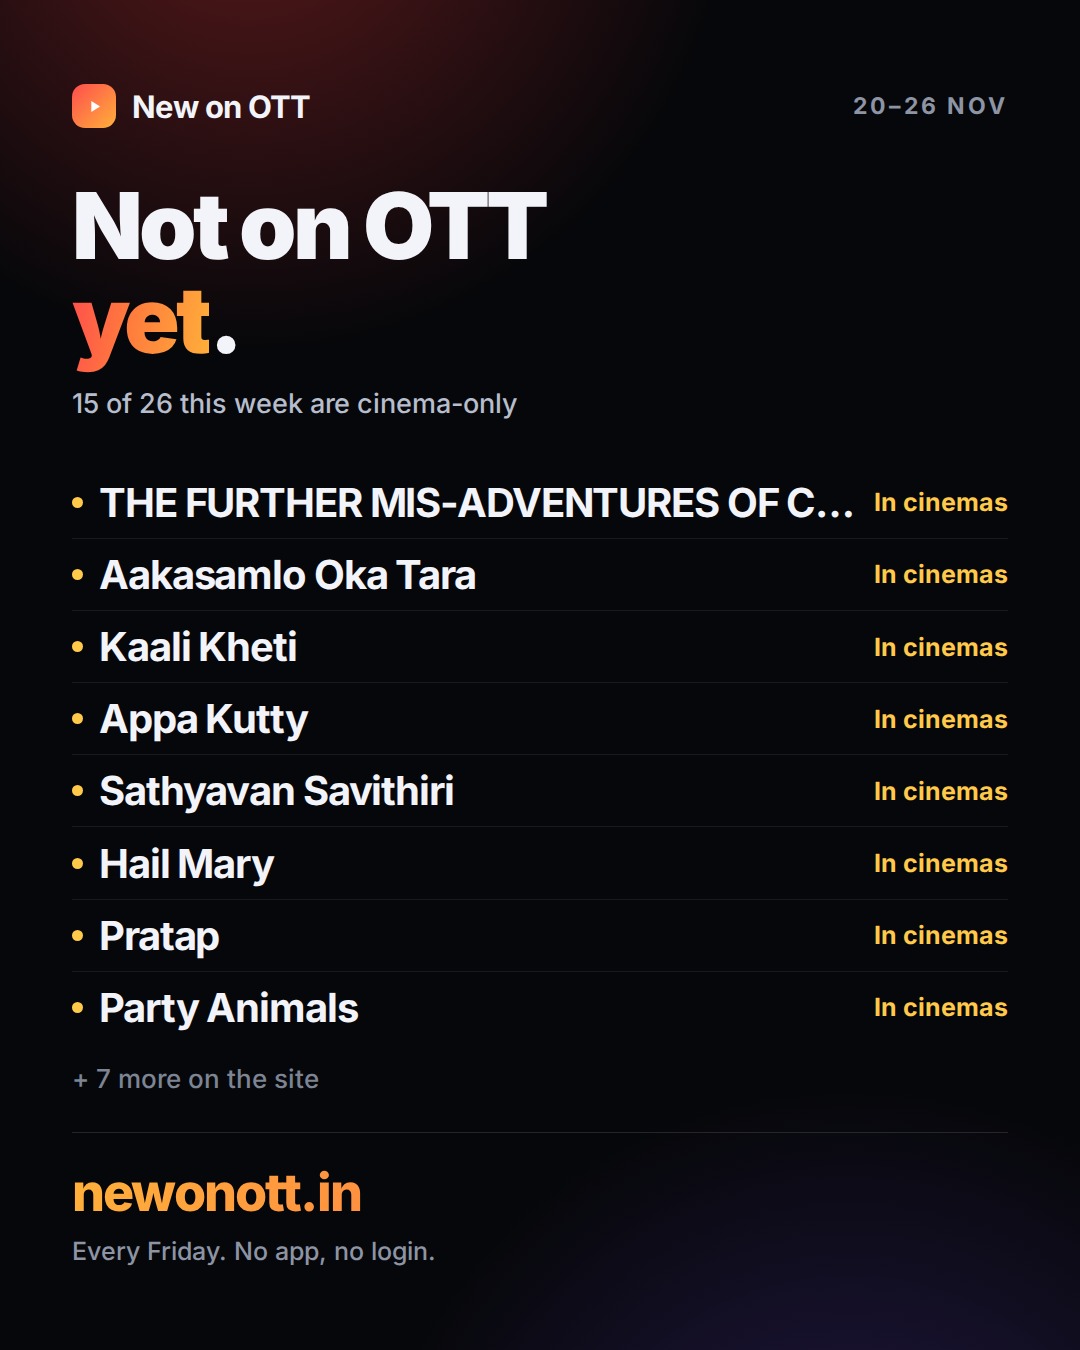 New on OTT
20–26 NOV
Not on OTT
yet.
15 of 26 this week are cinema-only
THE FURTHER MIS-ADVENTURES OF C… In cinemas
Aakasamlo Oka Tara In cinemas
Kaali Kheti In cinemas
Appa Kutty In cinemas
Sathyavan Savithiri In cinemas
Hail Mary In cinemas
Pratap In cinemas
Party Animals In cinemas
+ 7 more on the site
newonott.in
Every Friday. No app, no login.